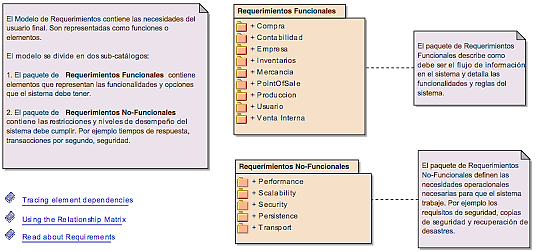 El Modelo de Requerimientos contiene las necesidades del
usuario final. Son representadas como funciones o
elementos.
El modelo se divide en dos sub-catálogos:
1. El paquete de Requerimientos Funcionales contiene
elementos que representan las funcionalidades y opciones
que el sistema debe tener.
2. El paquete de Requerimientos No-Funcionales
contiene las restricciones y niveles de desempeño del
sistema debe cumplir. Por ejemplo tiempos de respuesta,
transacciones por segundo, seguridad.
Tracing element dependencies
Using the Relationship Matrix
Read about Requirements
Requerimientos Funcionales
+ Compra
+ Contabilidad
+ Empresa
+ Inventarios
+ Mercancia
+ PointOfSale
+ Produccion
+ Usuario
+ Venta Interna
El paquete de Requerimientos
Funcionales describe como
debe ser el flujo de información
en el sistema y detalla las
funcionalidades y reglas del
sistema.
Requerimientos No-Funcionales
+ Performance
+ Scalability
+ Security
+ Persistence
+ Transport
El paquete de Requerimientos
No-Funcionales definen las
necesidades operacionales
necesarias para que el sistema
trabaje. Por ejemplo los
requisitos de seguridad, copias
de seguridad y recuperación de
desastres.